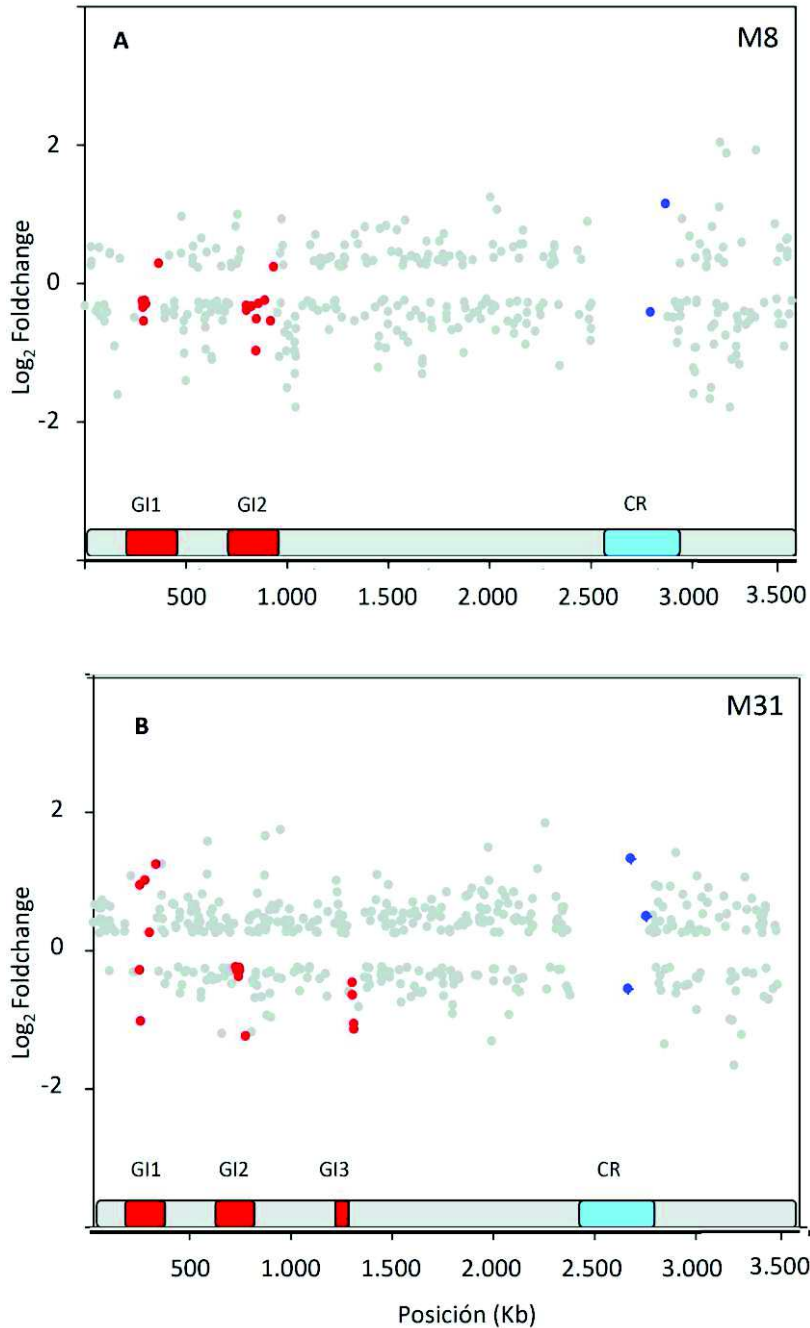 A
M8
2
0
-2
Log₂ Foldchange
GI1
GI2
CR
500
1.000
1.500
2.000
2.500
3.000
3.500
B
M31
2
0
-2
Log₂ Foldchange
GI1
GI2
GI3
CR
500
1.000
1.500
2.000
2.500
3.000
3.500
Posición (Kb)